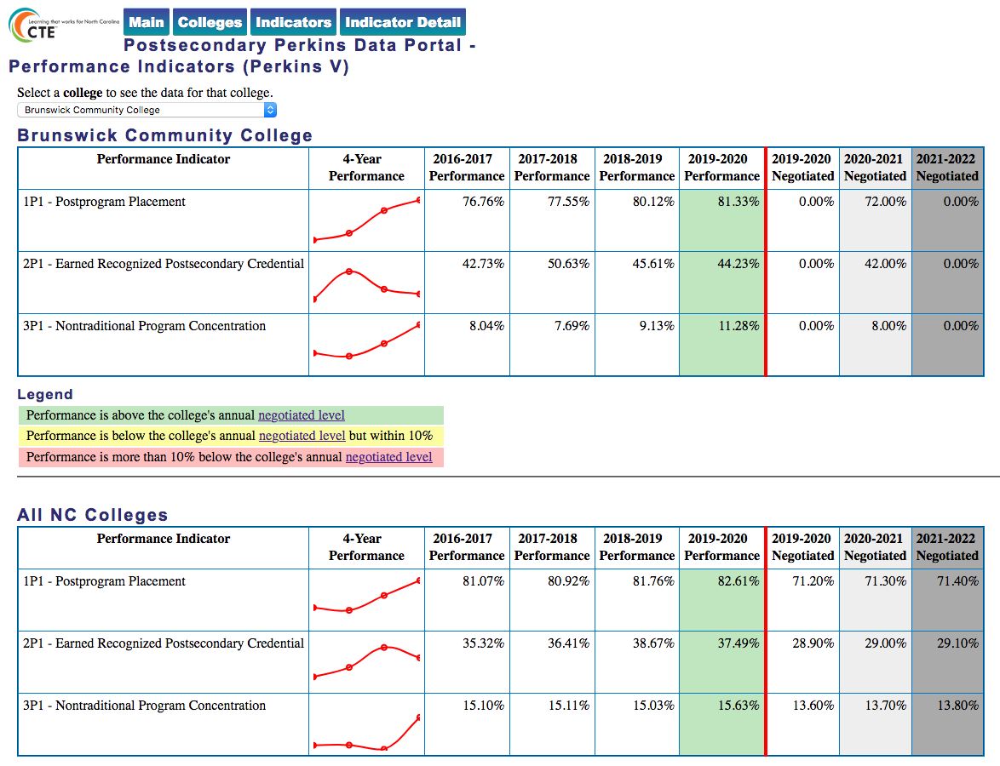 Learning that works for North Carolina
CTE
Main Colleges Indicators Indicator Detail
Postsecondary Perkins Data Portal -
Performance Indicators (Perkins V)
Select a college to see the data for that college.
Brunswick Community College
Brunswick Community College
Performance Indicator 4-Year 2016-2017 2017-2018 2018-2019 2019-2020 2019-2020 2020-2021 2021-2022
Performance Performance Performance Performance Performance Negotiated Negotiated Negotiated
1P1 - Postprogram Placement 76.76% 77.55% 80.12% 81.33% 0.00% 72.00% 0.00%
2P1 - Earned Recognized Postsecondary Credential 42.73% 50.63% 45.61% 44.23% 0.00% 42.00% 0.00%
3P1 - Nontraditional Program Concentration 8.04% 7.69% 9.13% 11.28% 0.00% 8.00% 0.00%
Legend
Performance is above the college's annual negotiated level
Performance is below the college's annual negotiated level but within 10%
Performance is more than 10% below the college's annual negotiated level
All NC Colleges
Performance Indicator 4-Year 2016-2017 2017-2018 2018-2019 2019-2020 2019-2020 2020-2021 2021-2022
Performance Performance Performance Performance Performance Negotiated Negotiated Negotiated
1P1 - Postprogram Placement 81.07% 80.92% 81.76% 82.61% 71.20% 71.30% 71.40%
2P1 - Earned Recognized Postsecondary Credential 35.32% 36.41% 38.67% 37.49% 28.90% 29.00% 29.10%
3P1 - Nontraditional Program Concentration 15.10% 15.11% 15.03% 15.63% 13.60% 13.70% 13.80%